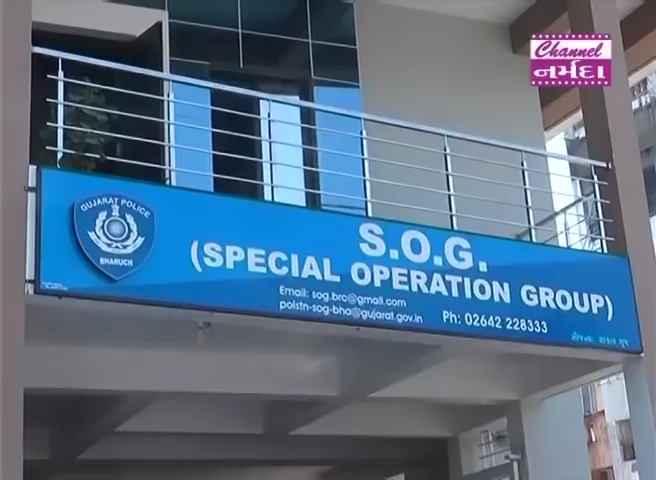 Channel
નર્મદા
GUJARAT POLICE
BHARUCH
S.O.G.
(SPECIAL OPERATION GROUP)
Email: sog.brc@gmail.com
polstn-sog-bha@gujarat.gov.in
Ph: 02642 228333